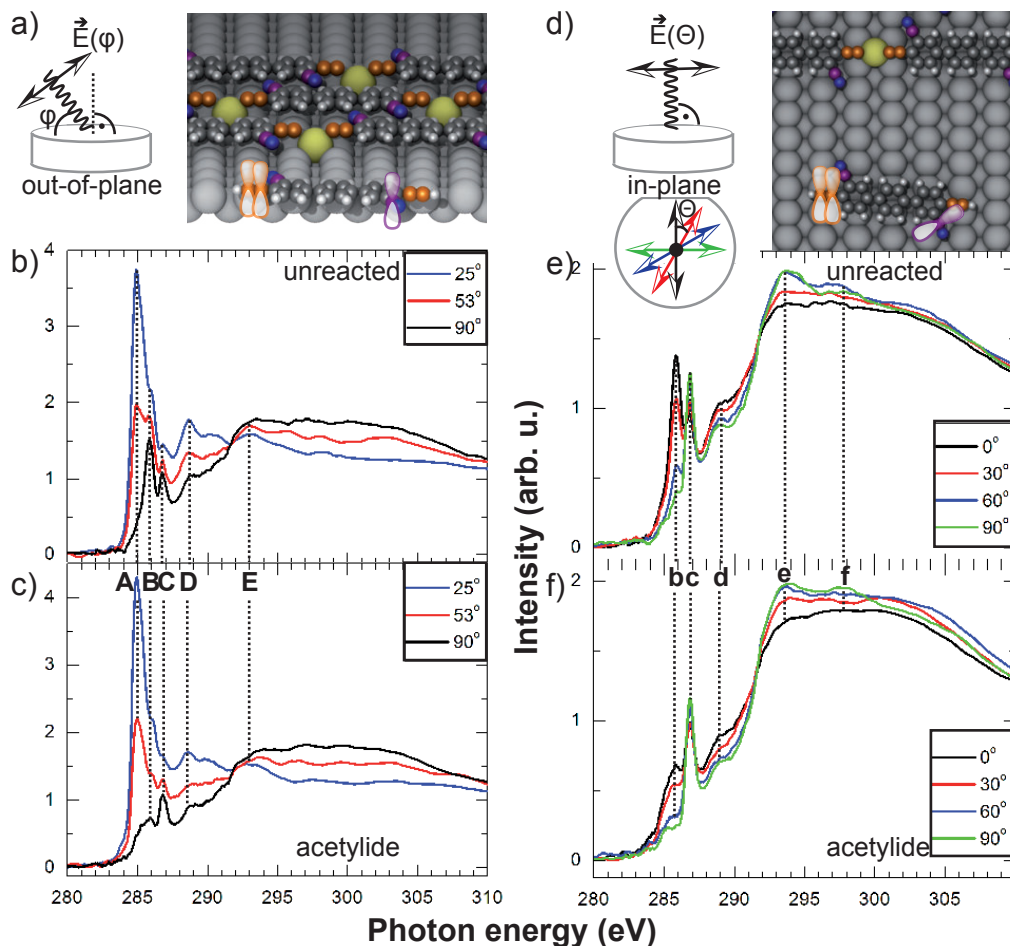 a)
E(φ)
φ
out-of-plane
d)
E(Θ)
in-plane
Θ
b)
unreacted
25°
53°
90°
4
3
2
1
0
e)
unreacted
2
1
0
0°
30°
60°
90°
A B C D E
b c d e f
c)
25°
53°
90°
4
3
2
1
0
acetylide
f)
2
1
0
0°
30°
60°
90°
acetylide
Intensity (arb. u.)
280 285 290 295 300 305 310
280 285 290 295 300 305
Photon energy (eV)